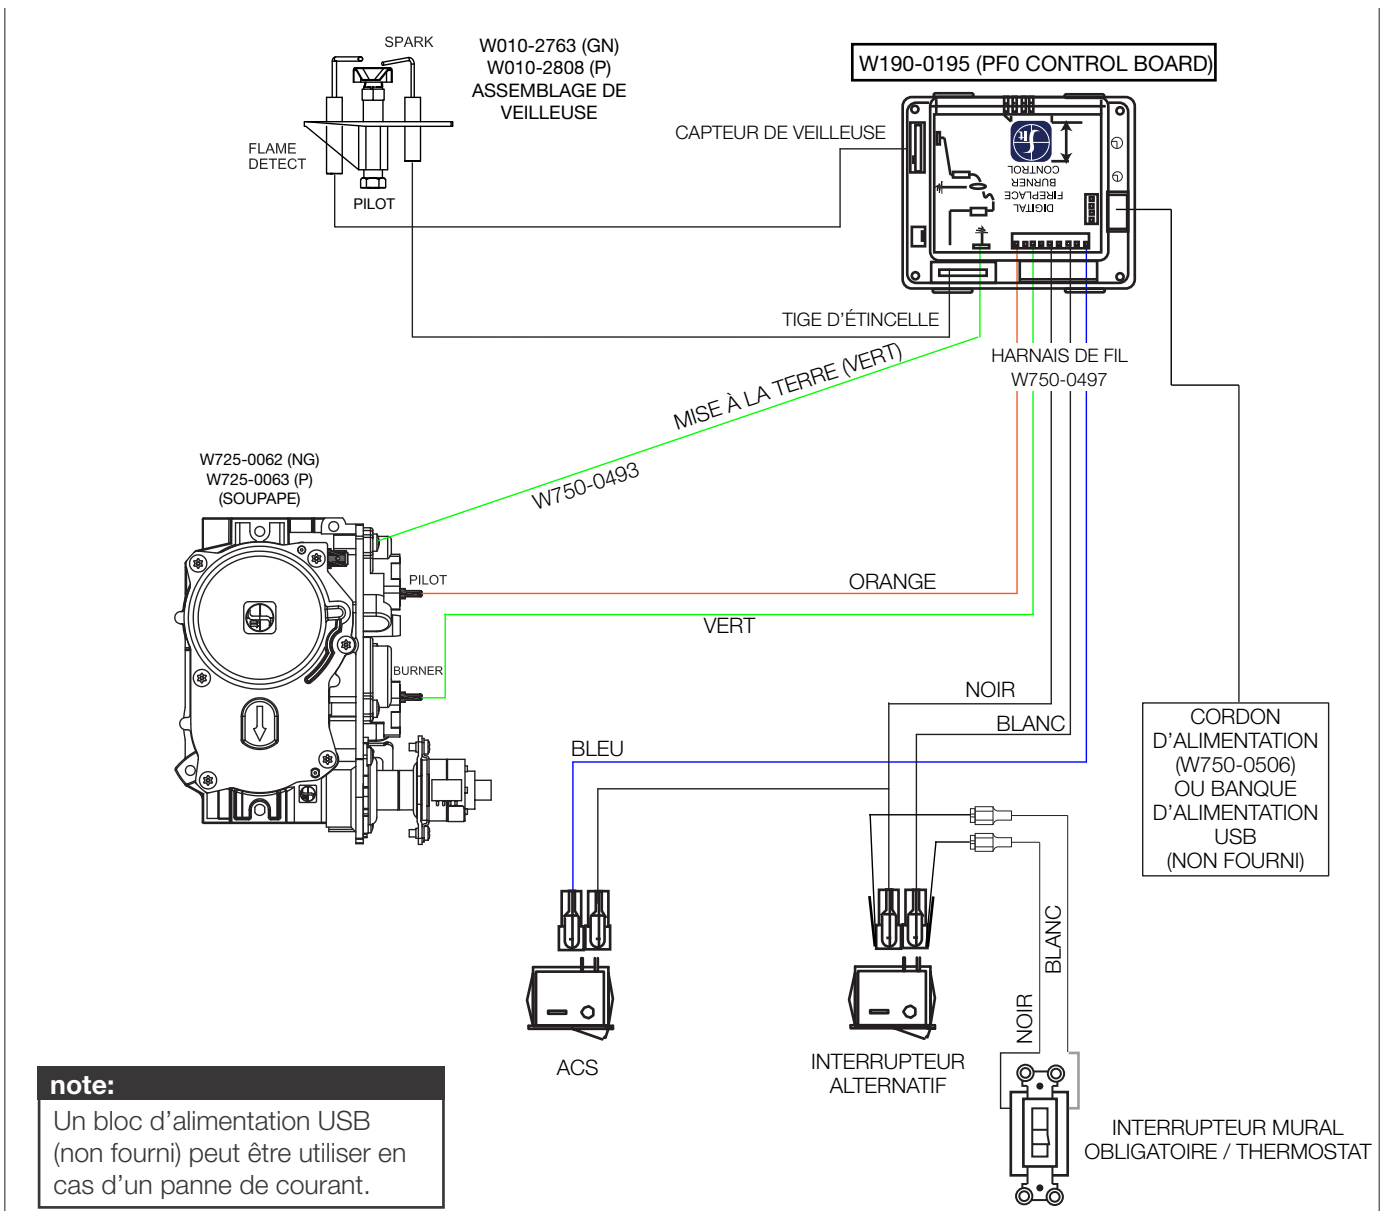 SPARK
W010-2763 (GN)
W010-2808 (P)
ASSEMBLAGE DE
VEILLEUSE
W190-0195 (PF0 CONTROL BOARD)
FLAME
DETECT
PILOT
CAPTEUR DE VEILLEUSE
DIGITAL
FIREPLACE
BURNER
CONTROL
TIGE D'ÉTINCELLE
HARNAIS DE FIL
W750-0497
MISE À LA TERRE (VERT)
W750-0493
W725-0062 (NG)
W725-0063 (P)
(SOUPAPE)
PILOT
ORANGE
VERT
BURNER
NOIR
BLANC
BLEU
CORDON
D'ALIMENTATION
(W750-0506)
OU BANQUE
D'ALIMENTATION
USB
(NON FOURNI)
BLANC
NOIR
ACS
INTERRUPTEUR
ALTERNATIF
INTERRUPTEUR MURAL
OBLIGATOIRE / THERMOSTAT
note:
Un bloc d'alimentation USB
(non fourni) peut être utiliser en
cas d'un panne de courant.